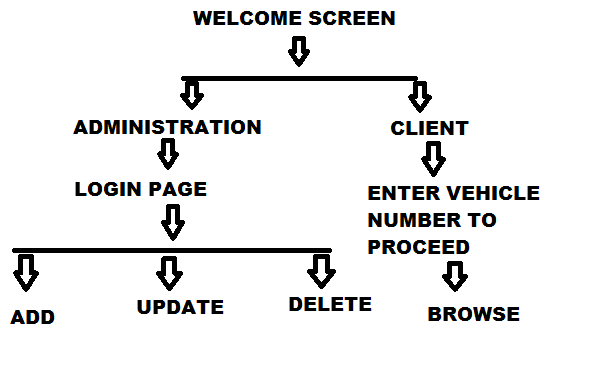 WELCOME SCREEN
ADMINISTRATION
CLIENT
LOGIN PAGE
ENTER VEHICLE
NUMBER TO
PROCEED
ADD
UPDATE
DELETE
BROWSE